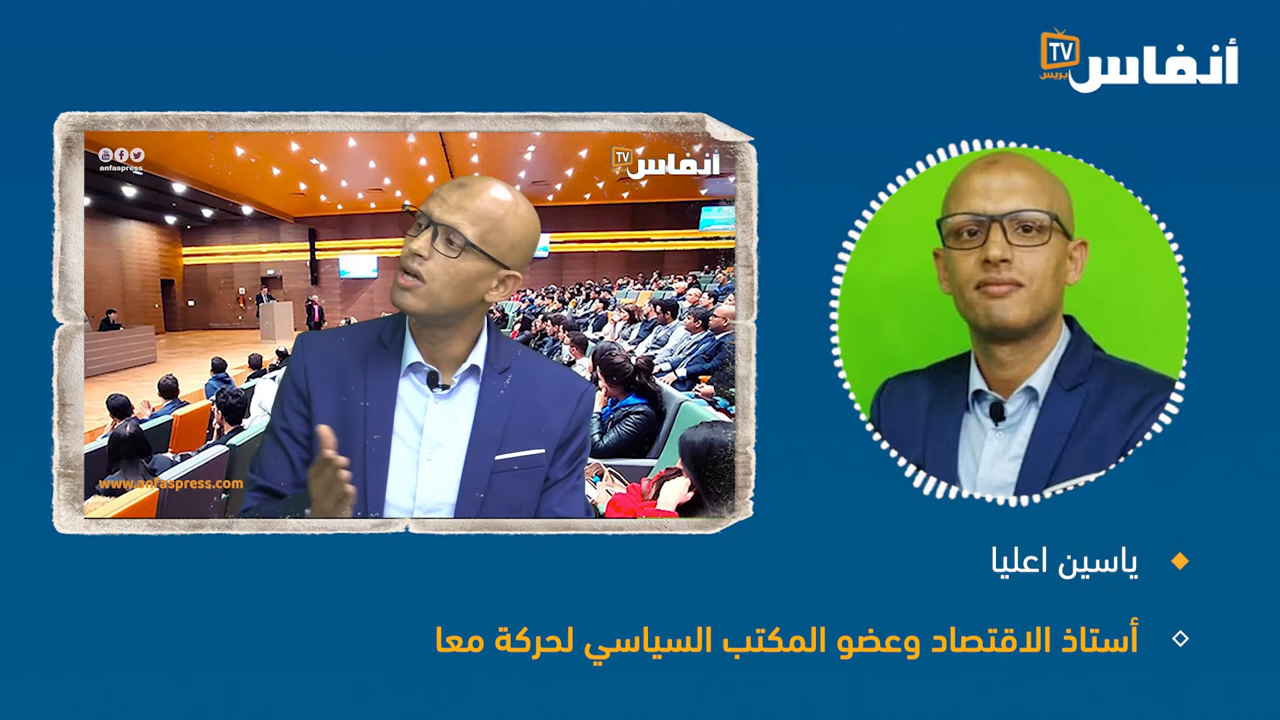 أنفاس
TV
بريس
anfaspress
أنفاس
TV
www.anfaspress.com
ياسين اعليا
أستاذ الاقتصاد وعضو المكتب السياسي لحركة معا